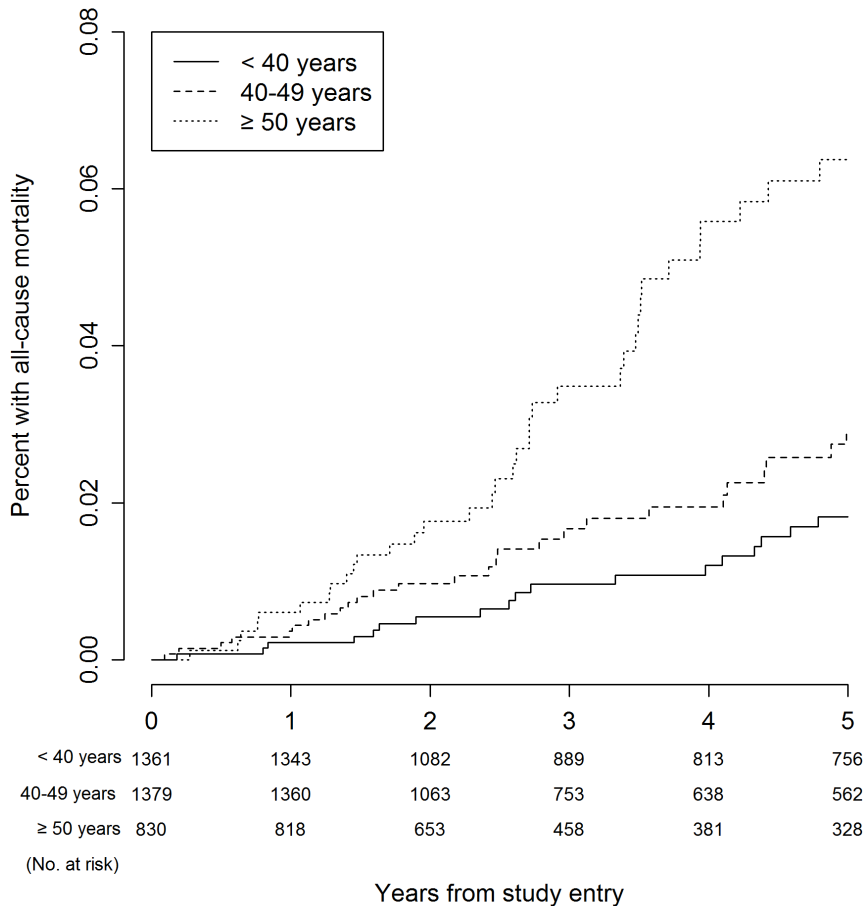 < 40 years
40-49 years
≥ 50 years
Percent with all-cause mortality
0.08
0.06
0.04
0.02
0.00
0 1 2 3 4 5
< 40 years 1361 1343 1082 889 813 756
40-49 years 1379 1360 1063 753 638 562
≥ 50 years 830 818 653 458 381 328
(No. at risk)
Years from study entry